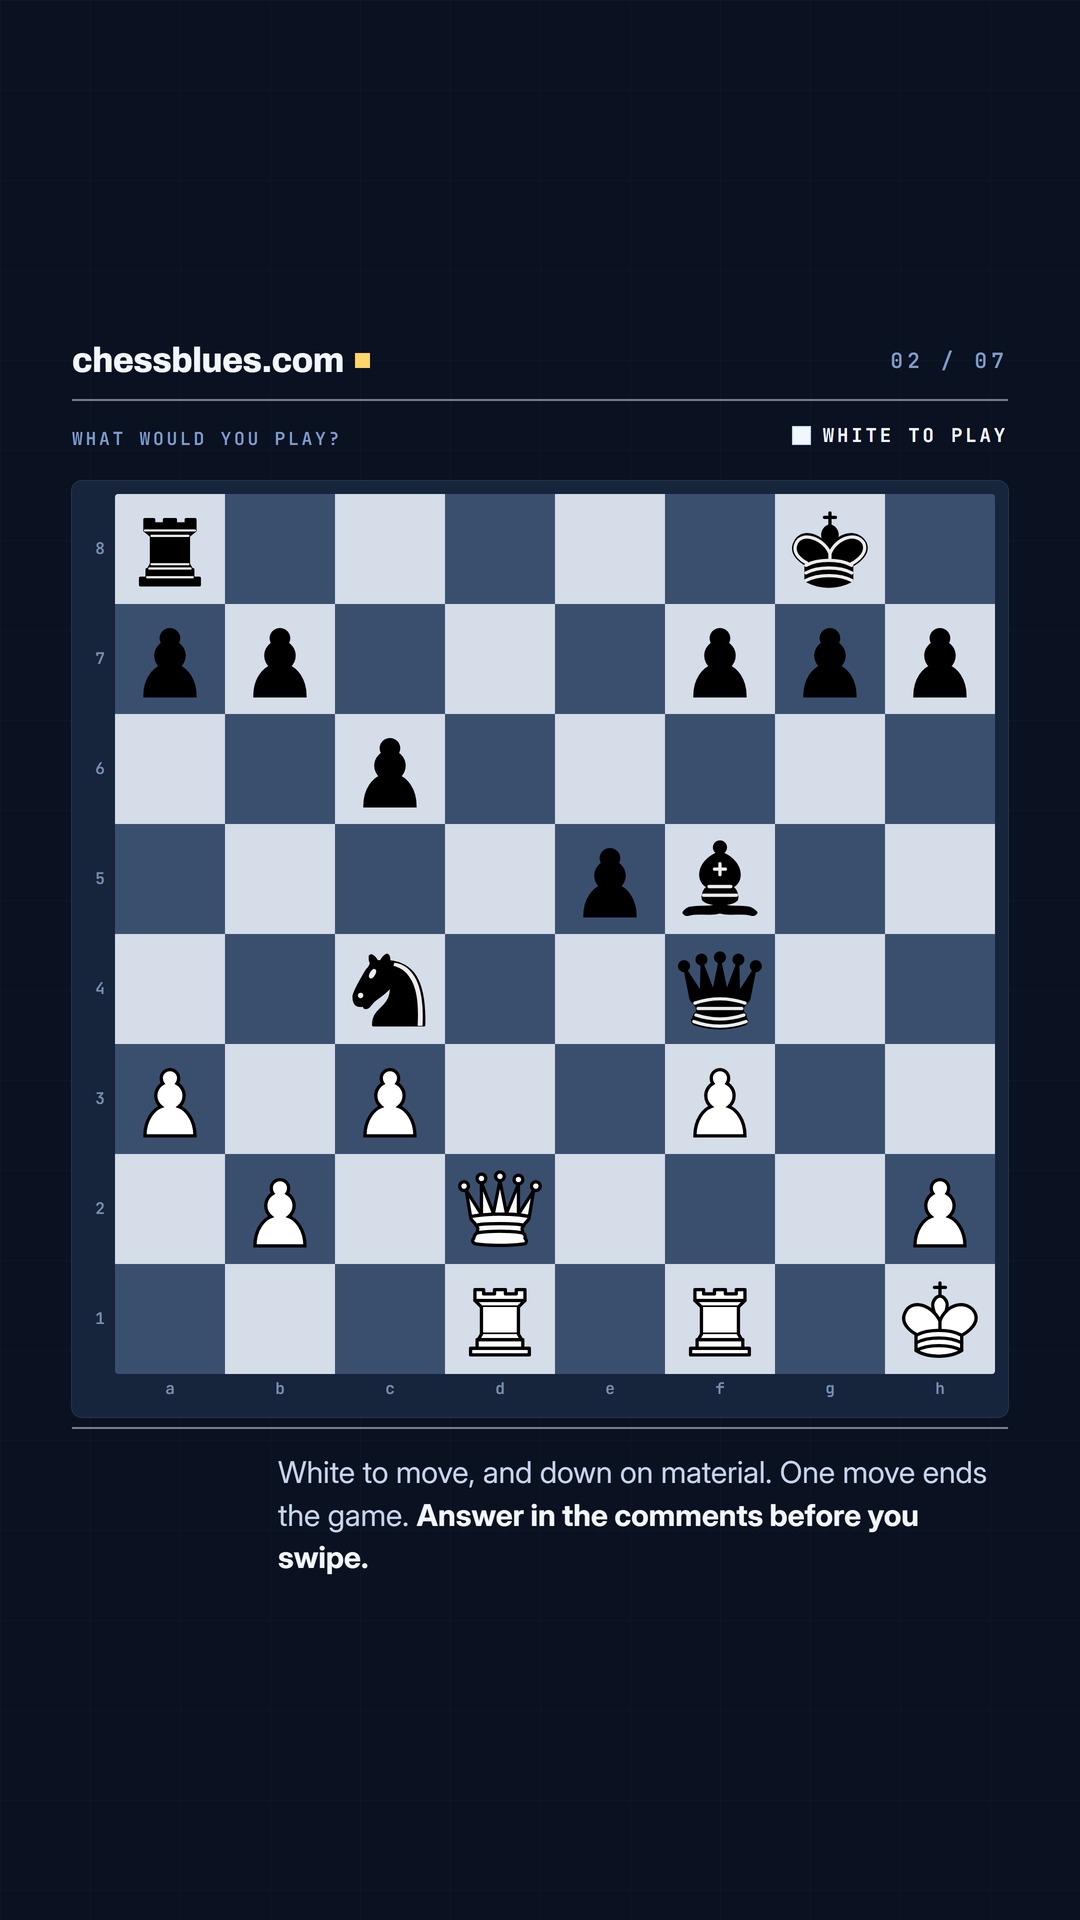 chessblues.com
02 / 07
WHAT WOULD YOU PLAY?
WHITE TO PLAY
8
7
6
5
4
3
2
1
a b c d e f g h
White to move, and down on material. One move ends
the game. Answer in the comments before you
swipe.